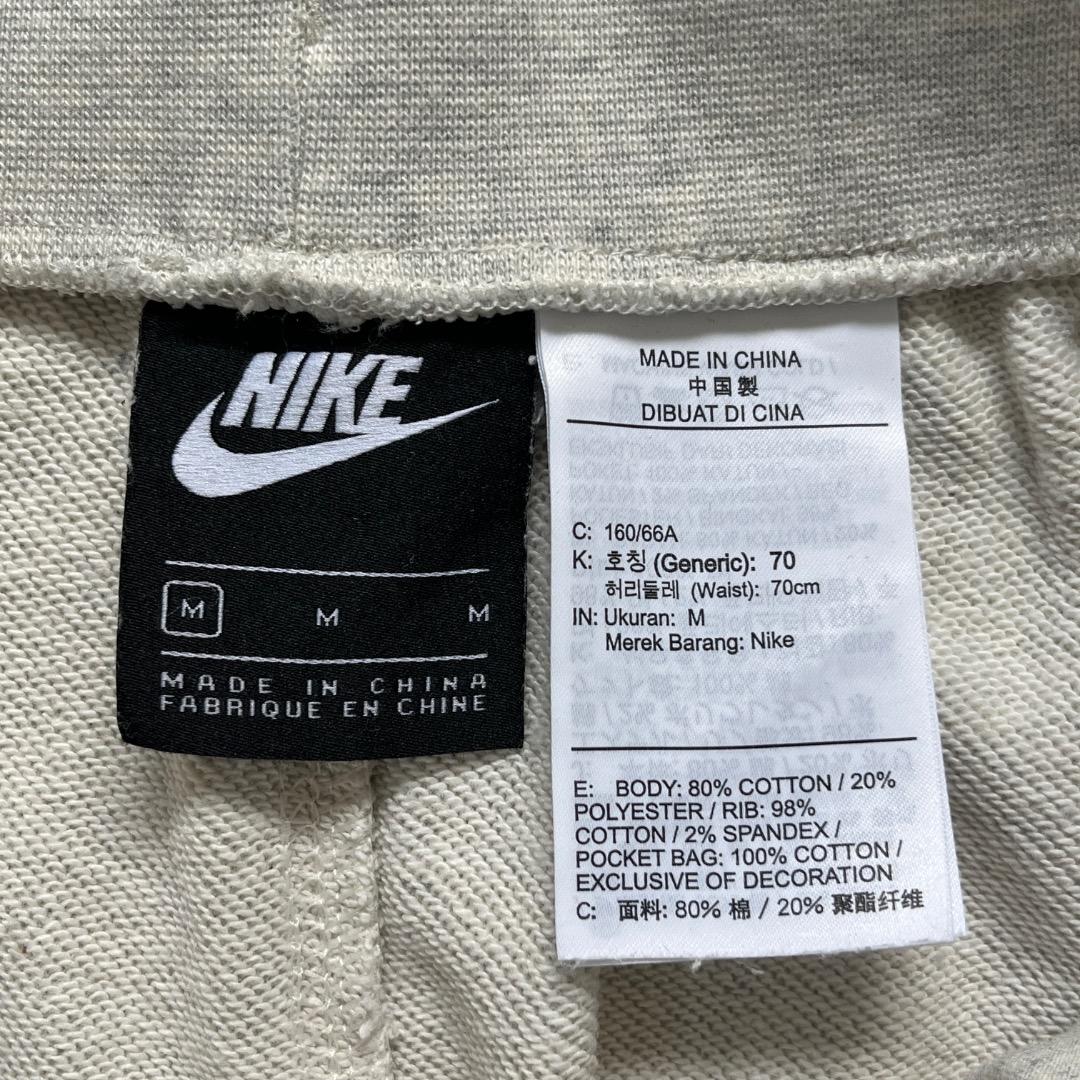 NIKE
M M M
MADE IN CHINA
FABRIQUE EN CHINE
MADE IN CHINA
中国製
DIBUAT DI CINA
C: 160/66A
K: 호칭 (Generic): 70
허리둘레 (Waist): 70cm
IN: Ukuran: M
Merek Barang: Nike
E: BODY: 80% COTTON / 20%
POLYESTER / RIB: 98%
COTTON / 2% SPANDEX /
POCKET BAG: 100% COTTON /
EXCLUSIVE OF DECORATION
C: 面料: 80% 棉 / 20% 聚酯纤维